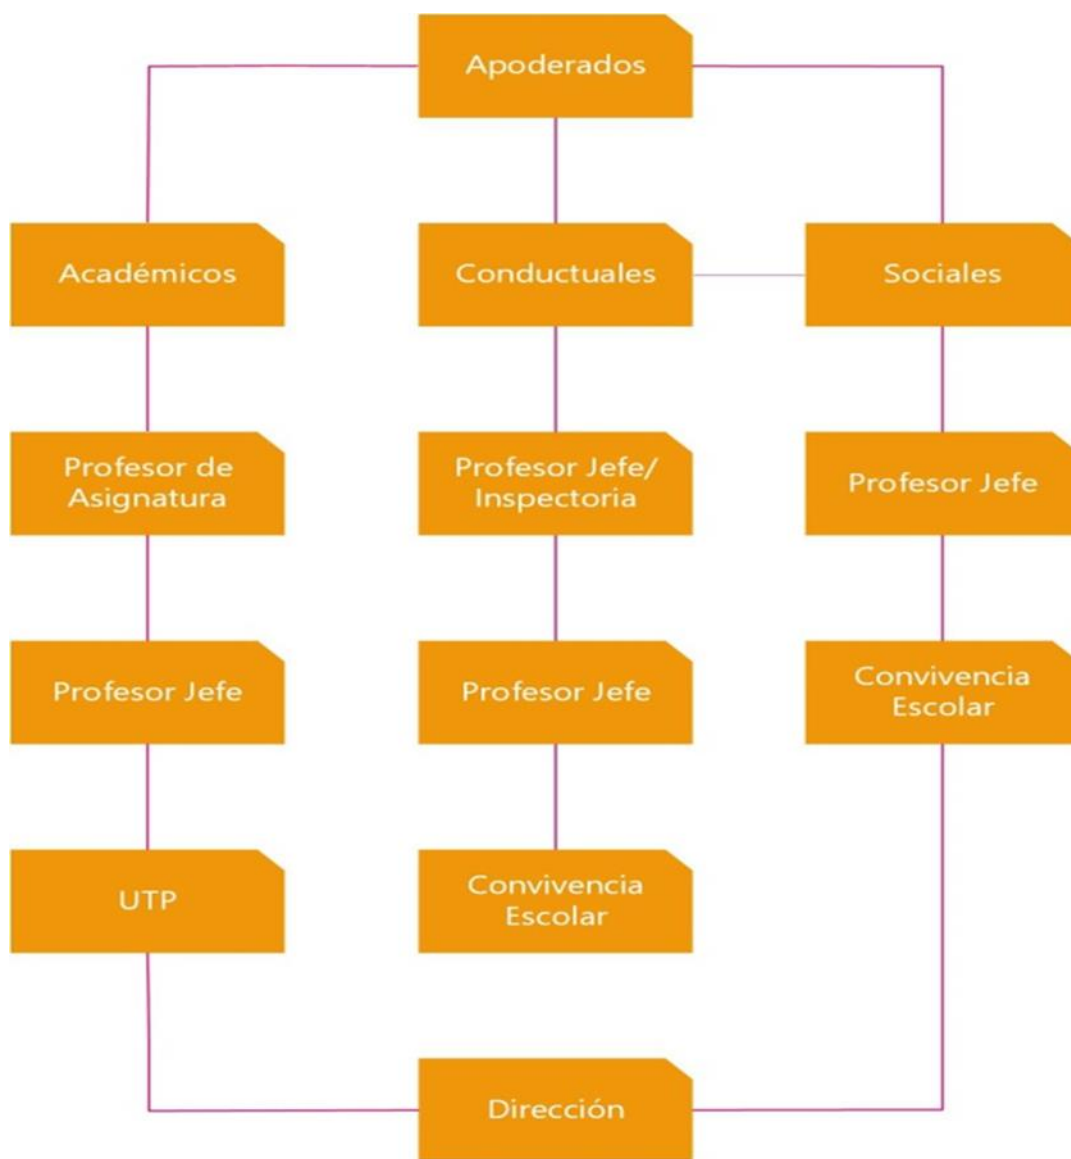 Apoderados
Académicos
Conductuales
Sociales
Profesor de
Asignatura
Profesor Jefe/
Inspectoria
Profesor Jefe
Profesor Jefe
Profesor Jefe
Convivencia
Escolar
UTP
Convivencia
Escolar
Dirección